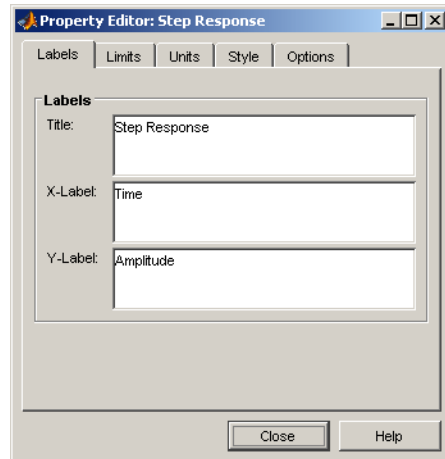 Property Editor: Step Response
Labels Limits Units Style Options
Labels
Title: Step Response
X-Label: Time
Y-Label: Amplitude
Close Help